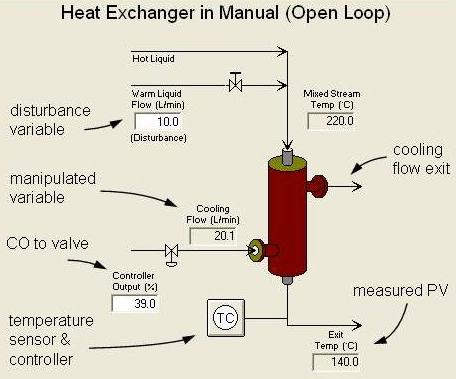 Heat Exchanger in Manual (Open Loop)
Hot Liquid
Warm Liquid
Flow (L/min)
10.0
(Disturbance)
Mixed Stream
Temp (˚C)
220.0
disturbance
variable
cooling
flow exit
manipulated
variable
Cooling
Flow (L/min)
20.1
CO to valve
Controller
Output (%)
39.0
measured PV
temperature
sensor &
controller
TC
Exit
Temp (˚C)
140.0